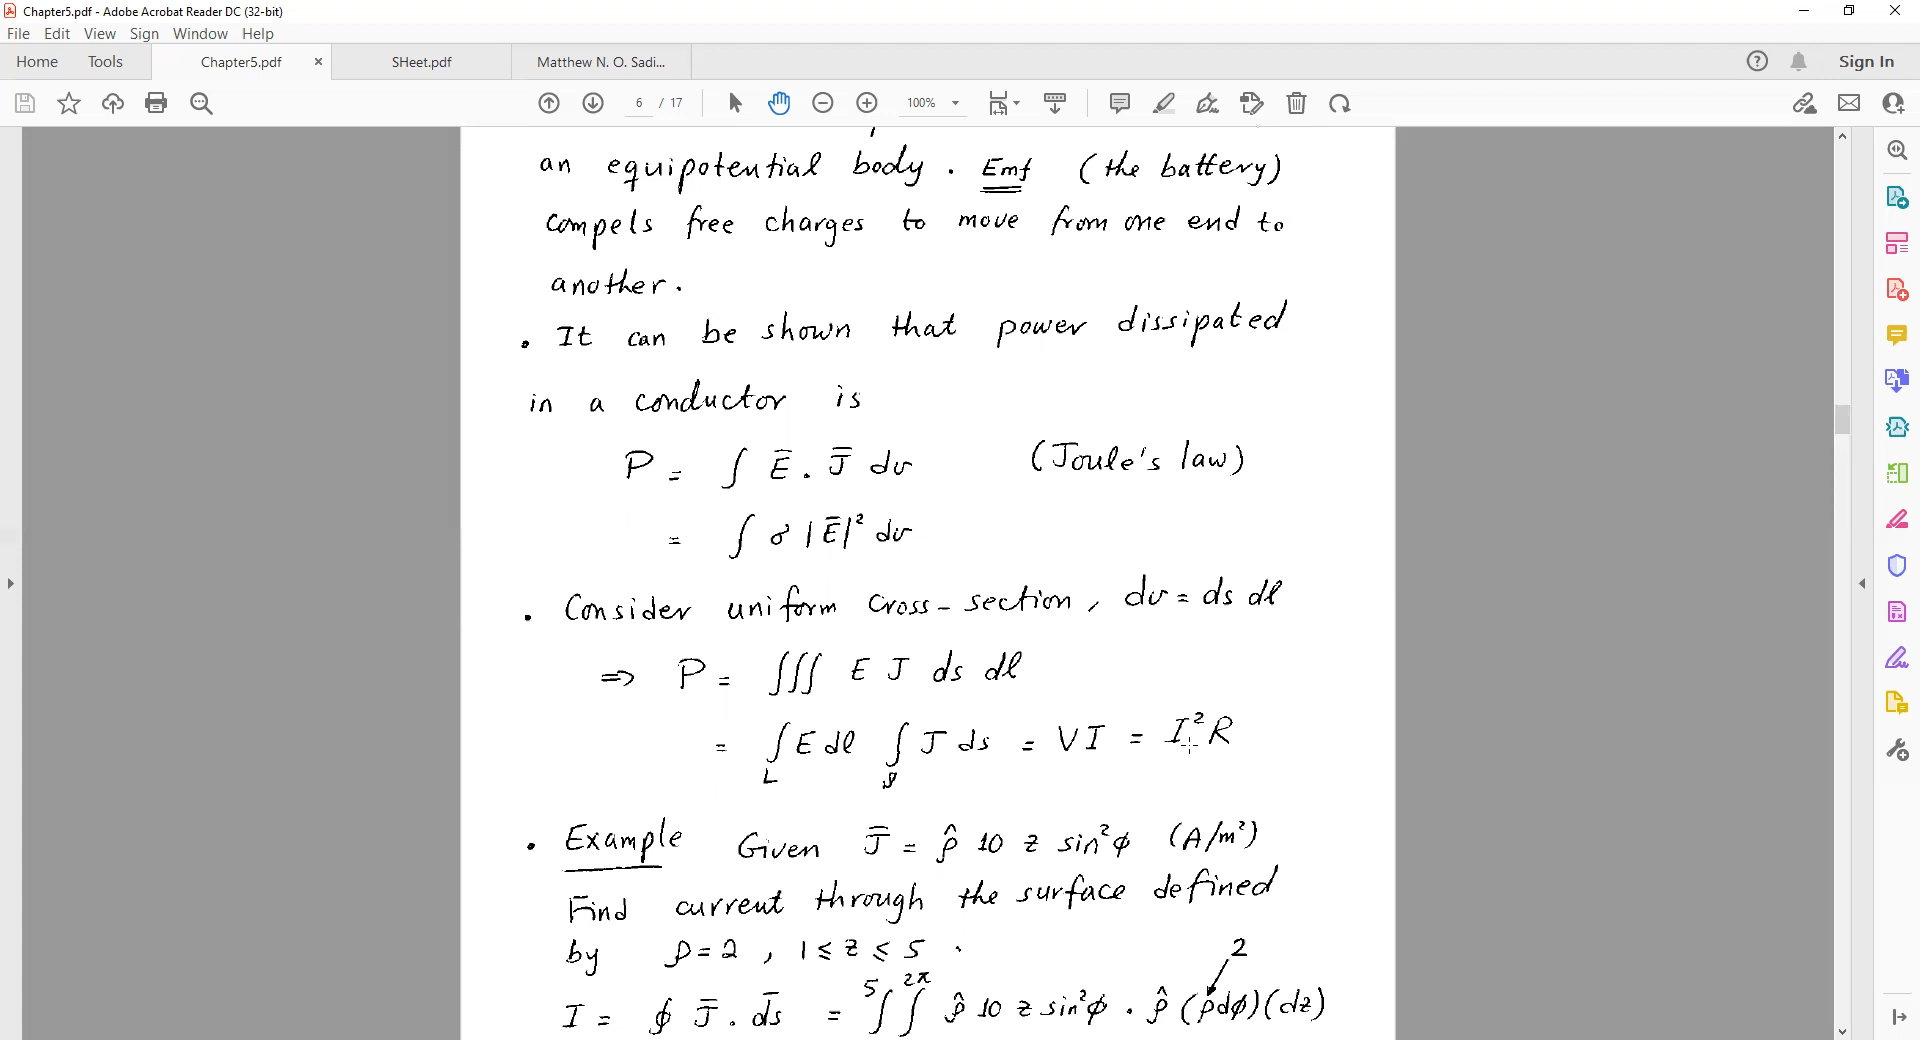 Chapter5.pdf - Adobe Acrobat Reader DC (32-bit)
File Edit View Sign Window Help
Home Tools Chapter5.pdf × SHeet.pdf Matthew N. O. Sadi... Sign In
6 / 17 100%
an equipotential body. Emf (the battery)
compels free charges to move from one end to
another.
• It can be shown that power dissipated
in a conductor is
P = ∫ E̅ . J̅ dv (Joule's law)
= ∫ σ |E̅|² dv
• Consider uniform cross-section, dv = ds dl
⇒ P = ∫∫∫ E J ds dl
= ∫_L E dl ∫_S J ds = VI = I²R
• Example Given J̅ = ρ̂ 10 z sin²φ (A/m²)
Find current through the surface defined
by ρ=2, 1 ≤ z ≤ 5.
2
I = ∮ J̅ . d̅s̅ = ∫⁵ ∫^2π ρ̂ 10 z sin²φ . ρ̂ (ρdφ)(dz)